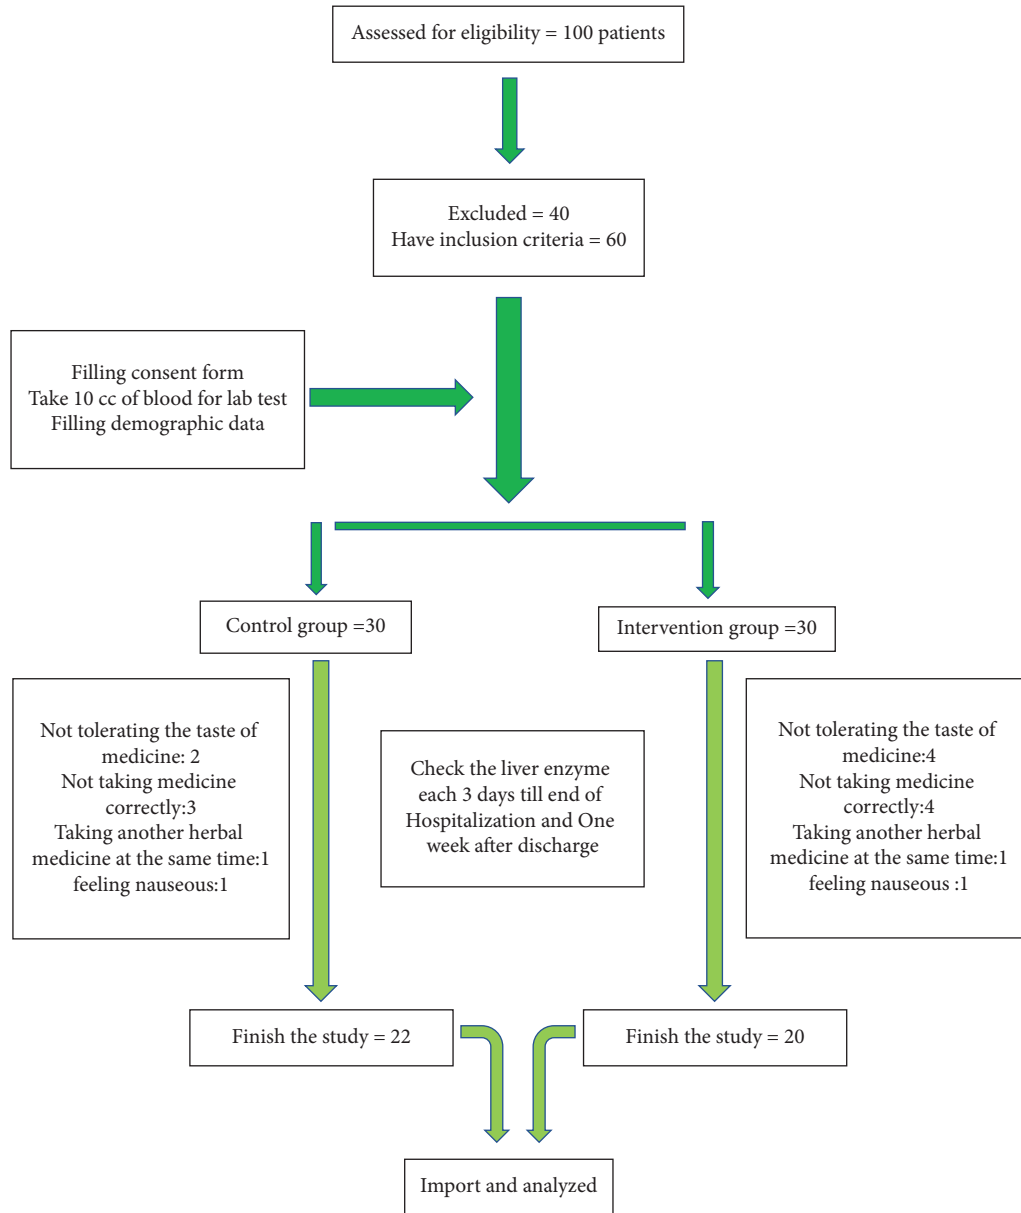 Assessed for eligibility = 100 patients
Excluded = 40
Have inclusion criteria = 60
Filling consent form
Take 10 cc of blood for lab test
Filling demographic data
Control group =30
Intervention group =30
Not tolerating the taste of
medicine: 2
Not taking medicine
correctly:3
Taking another herbal
medicine at the same time:1
feeling nauseous:1
Check the liver enzyme
each 3 days till end of
Hospitalization and One
week after discharge
Not tolerating the taste of
medicine:4
Not taking medicine
correctly:4
Taking another herbal
medicine at the same time:1
feeling nauseous :1
Finish the study = 22
Finish the study = 20
Import and analyzed